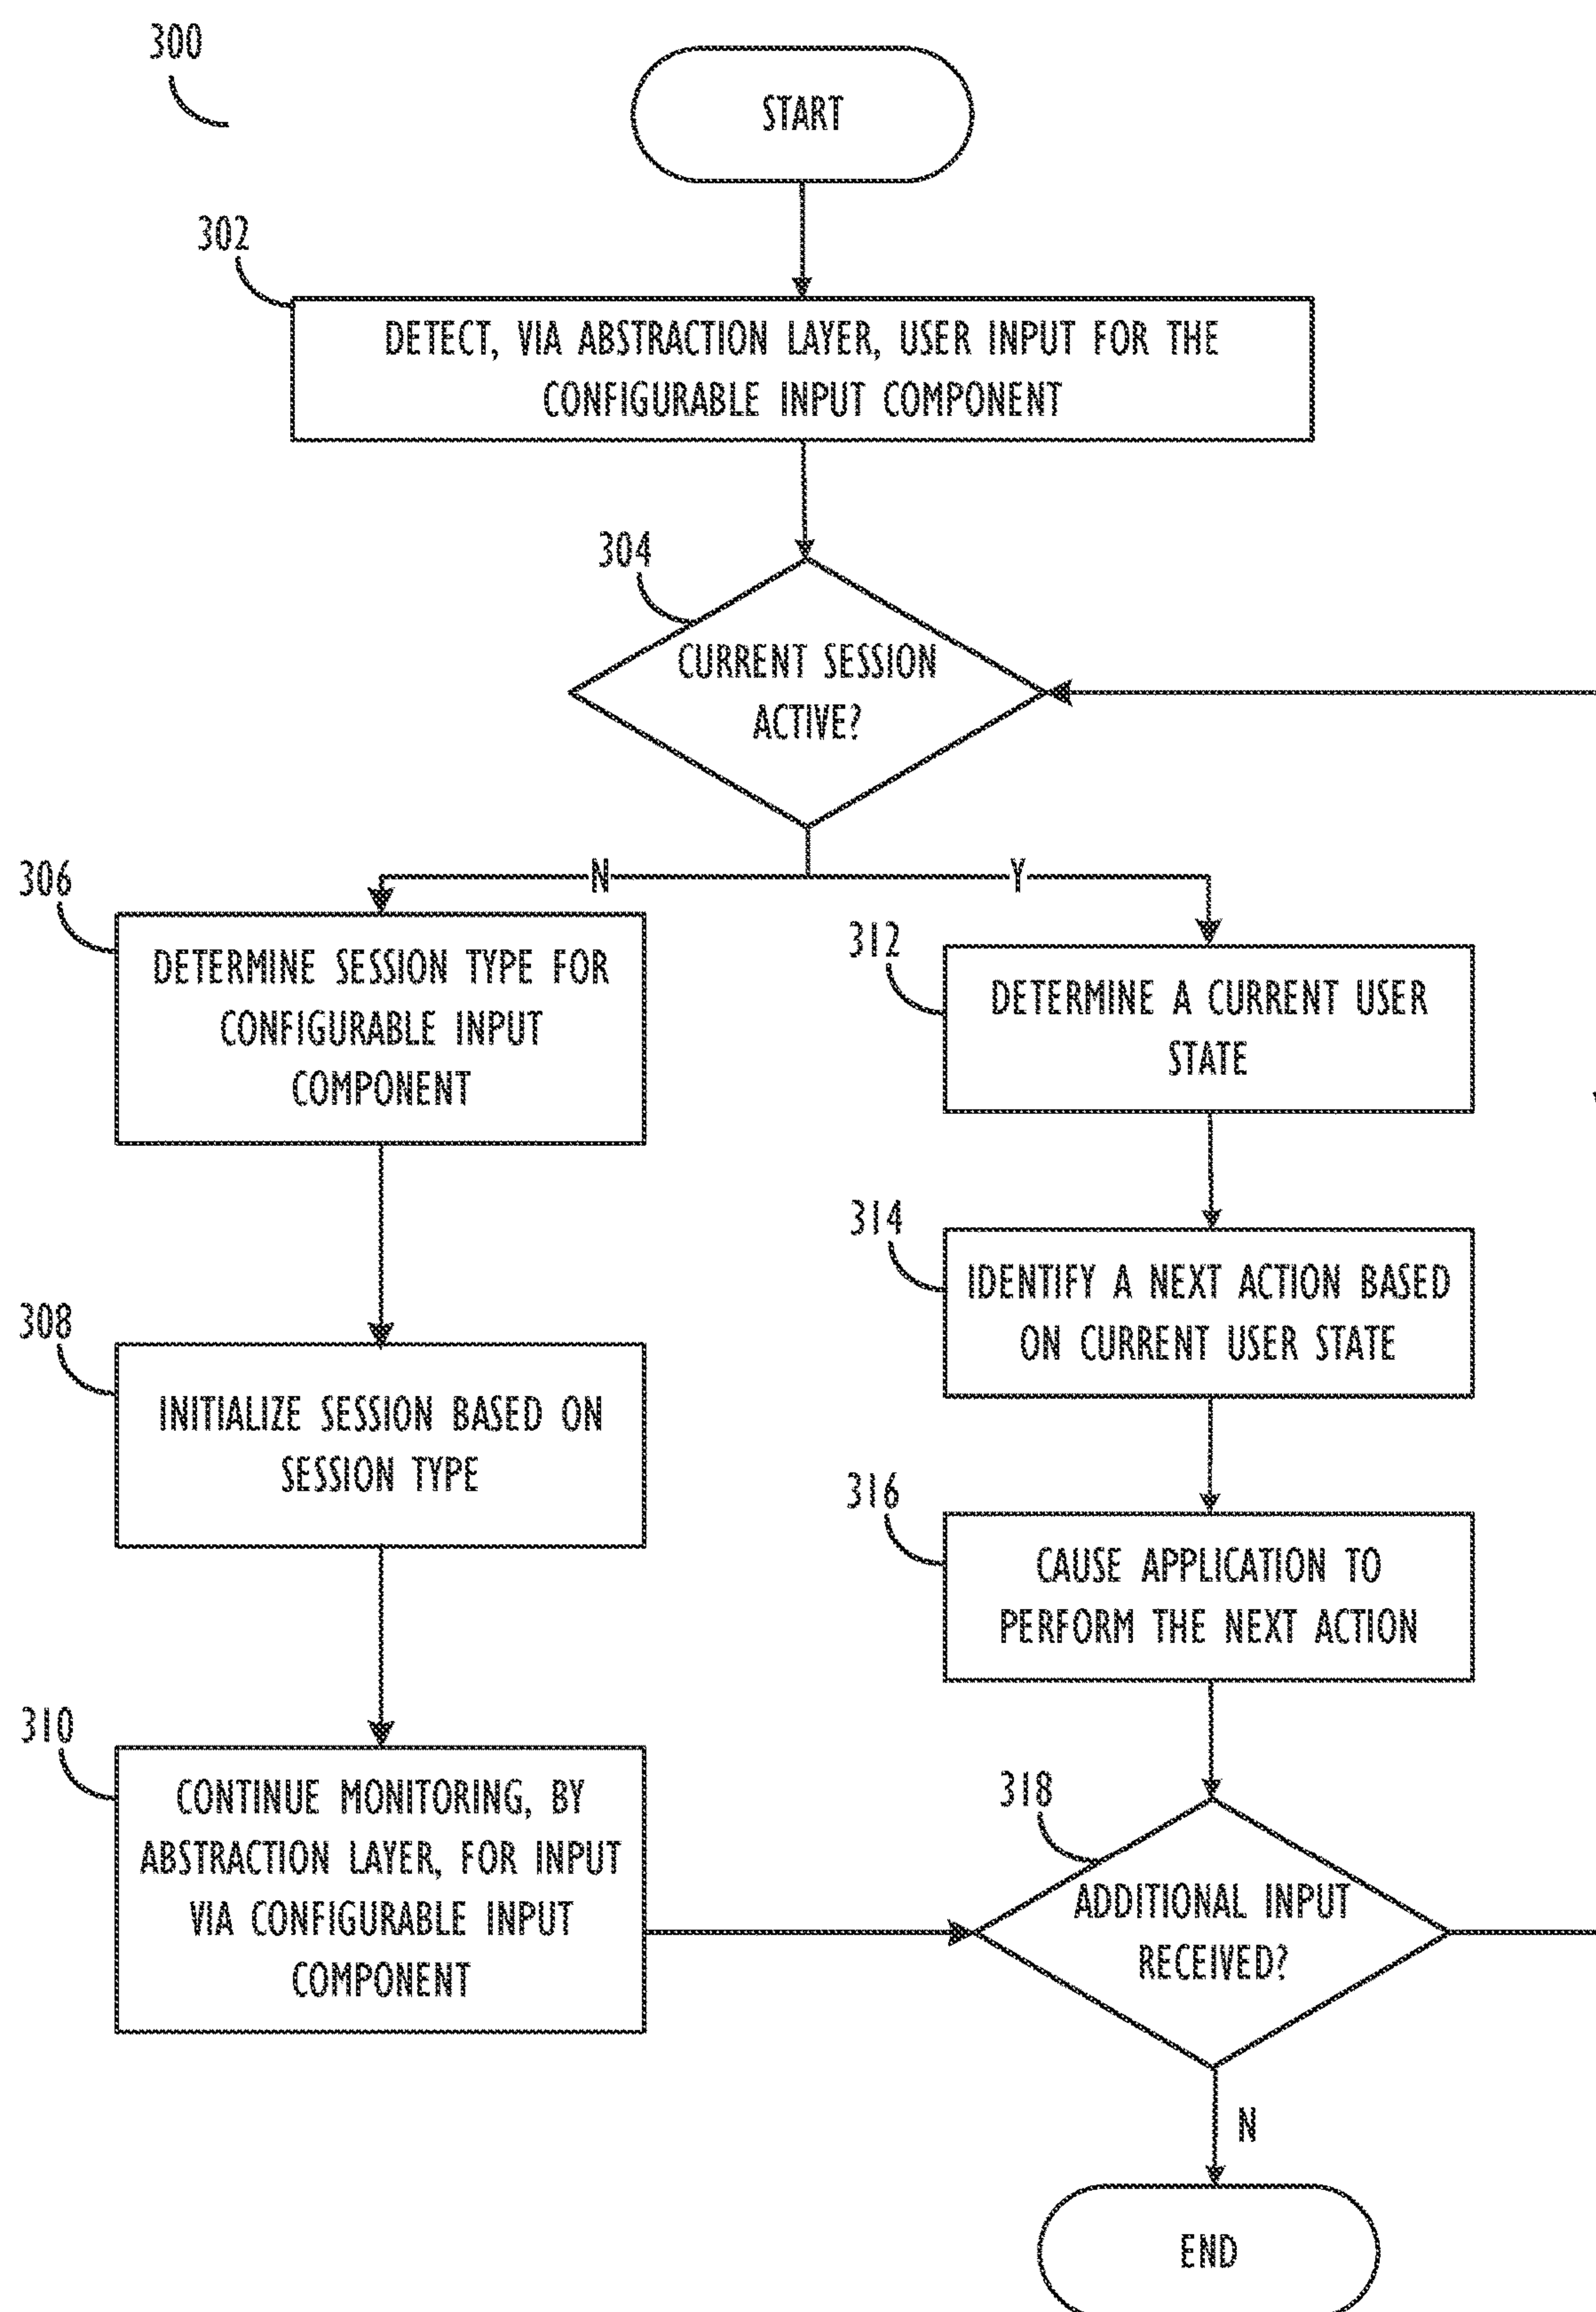 300
START
302
DETECT, VIA ABSTRACTION LAYER, USER INPUT FOR THE
CONFIGURABLE INPUT COMPONENT
304
CURRENT SESSION
ACTIVE?
N
Y
306
DETERMINE SESSION TYPE FOR
CONFIGURABLE INPUT
COMPONENT
308
INITIALIZE SESSION BASED ON
SESSION TYPE
310
CONTINUE MONITORING, BY
ABSTRACTION LAYER, FOR INPUT
VIA CONFIGURABLE INPUT
COMPONENT
312
DETERMINE A CURRENT USER
STATE
314
IDENTIFY A NEXT ACTION BASED
ON CURRENT USER STATE
316
CAUSE APPLICATION TO
PERFORM THE NEXT ACTION
318
ADDITIONAL INPUT
RECEIVED?
N
END